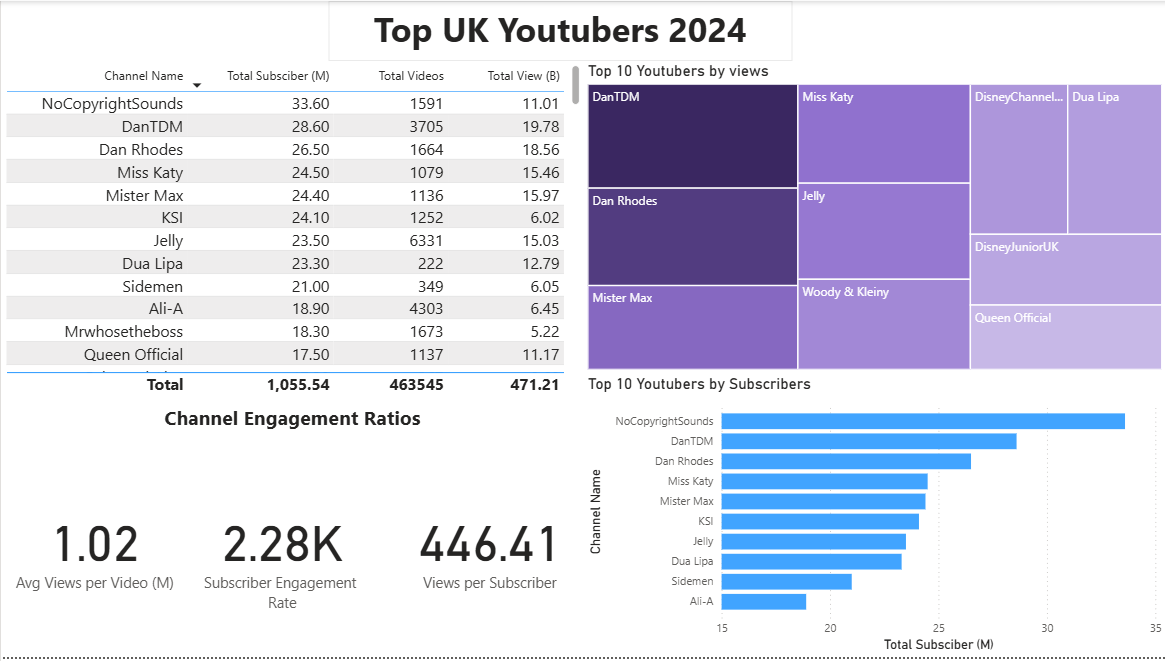 Top UK Youtubers 2024
Channel Name Total Subsciber (M) Total Videos Total View (B)
NoCopyrightSounds 33.60 1591 11.01
DanTDM 28.60 3705 19.78
Dan Rhodes 26.50 1664 18.56
Miss Katy 24.50 1079 15.46
Mister Max 24.40 1136 15.97
KSI 24.10 1252 6.02
Jelly 23.50 6331 15.03
Dua Lipa 23.30 222 12.79
Sidemen 21.00 349 6.05
Ali-A 18.90 4303 6.45
Mrwhosetheboss 18.30 1673 5.22
Queen Official 17.50 1137 11.17
Total 1,055.54 463545 471.21
Top 10 Youtubers by views
DanTDM
Dan Rhodes
Mister Max
Miss Katy
Jelly
Woody & Kleiny
DisneyChannel...
Dua Lipa
DisneyJuniorUK
Queen Official
Channel Engagement Ratios
1.02
Avg Views per Video (M)
2.28K
Subscriber Engagement
Rate
446.41
Views per Subscriber
Top 10 Youtubers by Subscribers
Channel Name
NoCopyrightSounds
DanTDM
Dan Rhodes
Miss Katy
Mister Max
KSI
Jelly
Dua Lipa
Sidemen
Ali-A
15 20 25 30 35
Total Subsciber (M)